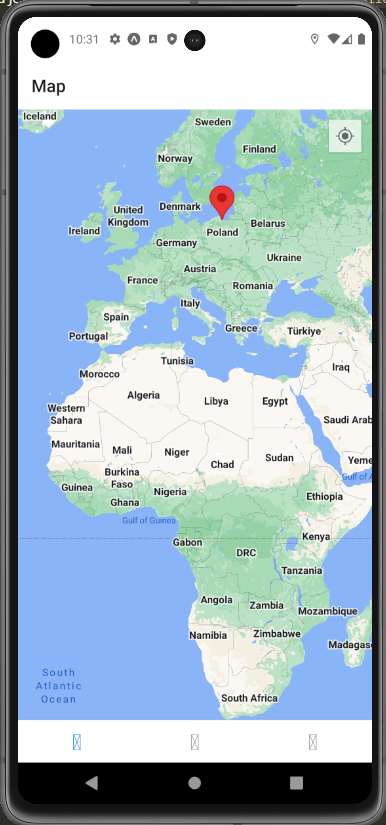 10:31
Map
Iceland
Sweden
Finland
Norway
Denmark
United
Kingdom
Belarus
Ireland
Poland
Germany
Ukraine
Austria
France
Romania
Italy
Spain
Greece
Türkiye
Portugal
Tunisia
Iraq
Morocco
Algeria
Libya
Egypt
Western
Sahara
Saudi Arab
Mauritania
Mali
Niger
Chad
Sudan
Yeme
Burkina
Faso
Gulf of A
Guinea
Nigeria
Ethiopia
Ghana
Gulf of Guinea
Kenya
Gabon
DRC
Tanzania
Angola
Zambia
Mozambique
Namibia
Zimbabwe
Madagas
South
Atlantic
Ocean
South Africa